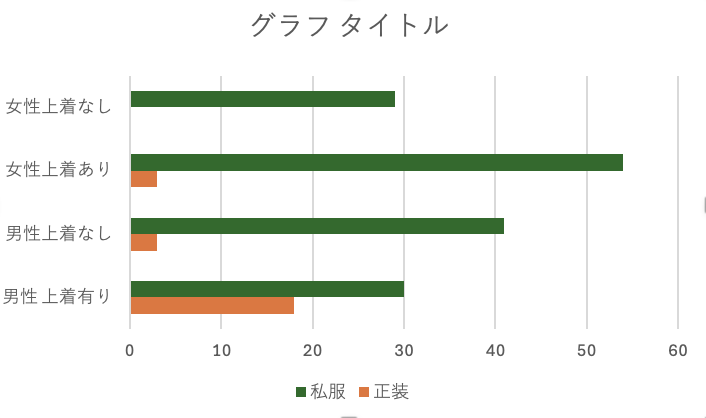 グラフ タイトル
女性上着なし
女性上着あり
男性上着なし
男性 上着有り
0 10 20 30 40 50 60
私服 正装